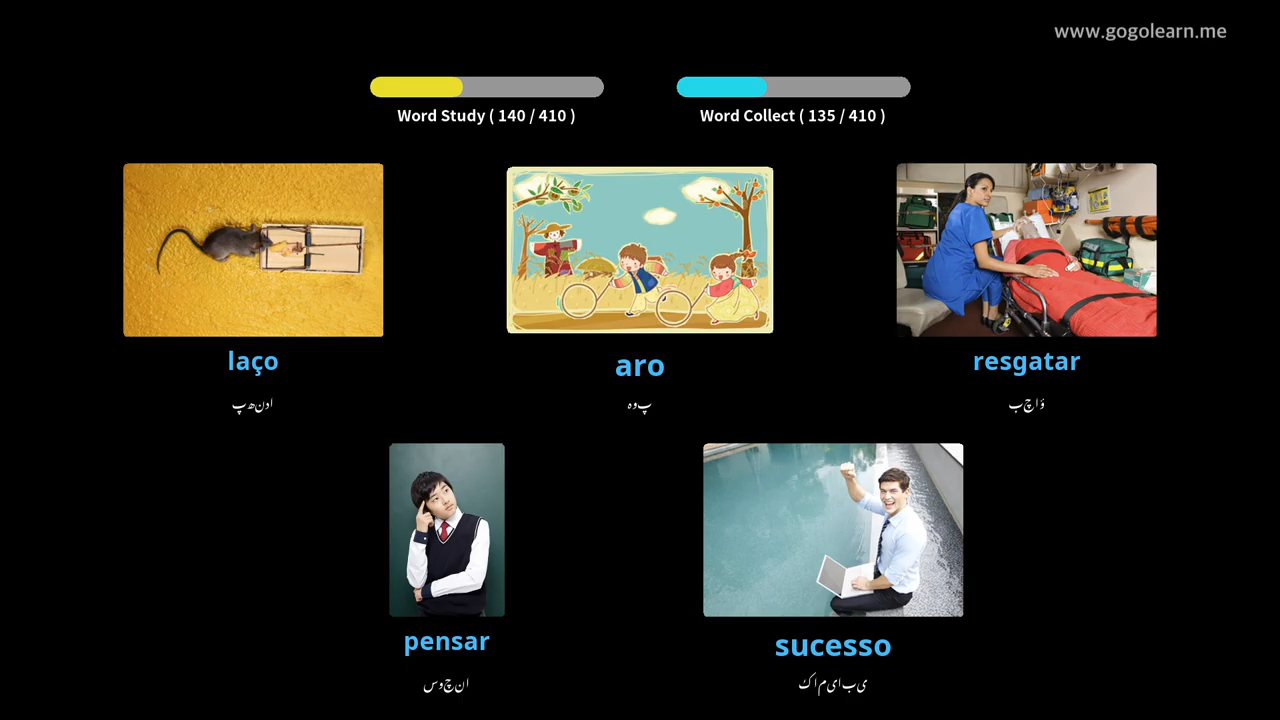 www.gogolearn.me
Word Study ( 140 / 410 )
Word Collect ( 135 / 410 )
laço
ادنھپ
aro
پوہ
resgatar
ؤاچب
pensar
انچوس
sucesso
یبایماک